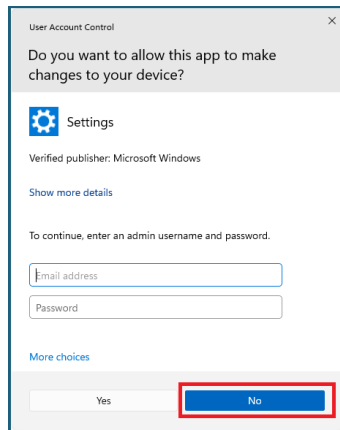 User Account Control
Do you want to allow this app to make
changes to your device?
Settings
Verified publisher: Microsoft Windows
Show more details
To continue, enter an admin username and password.
Email address
Password
More choices
Yes
No